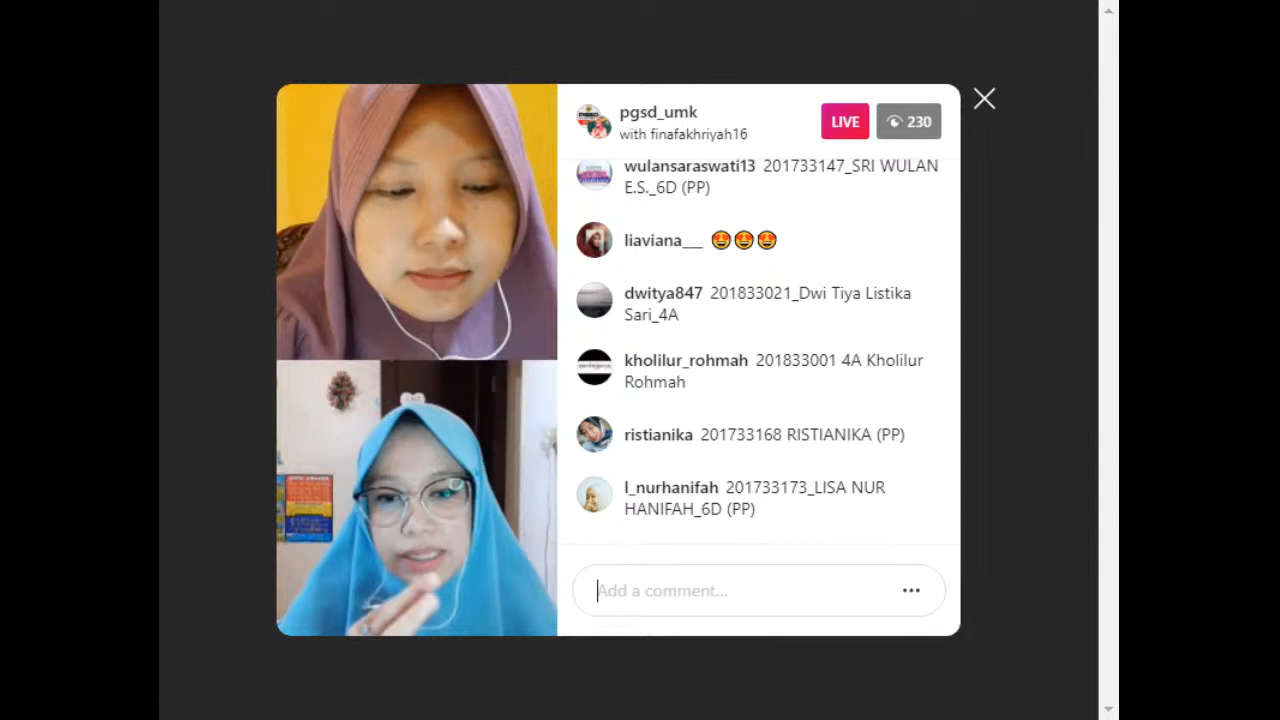 pgsd_umk
with finafakhriyah16
LIVE
230
wulansaraswati13 201733147_SRI WULAN
E.S._6D (PP)
liaviana___ 😍😍😍
dwitya847 201833021_Dwi Tiya Listika
Sari_4A
kholilur_rohmah 201833001 4A Kholilur
Rohmah
ristianika 201733168 RISTIANIKA (PP)
l_nurhanifah 201733173_LISA NUR
HANIFAH_6D (PP)
Add a comment...